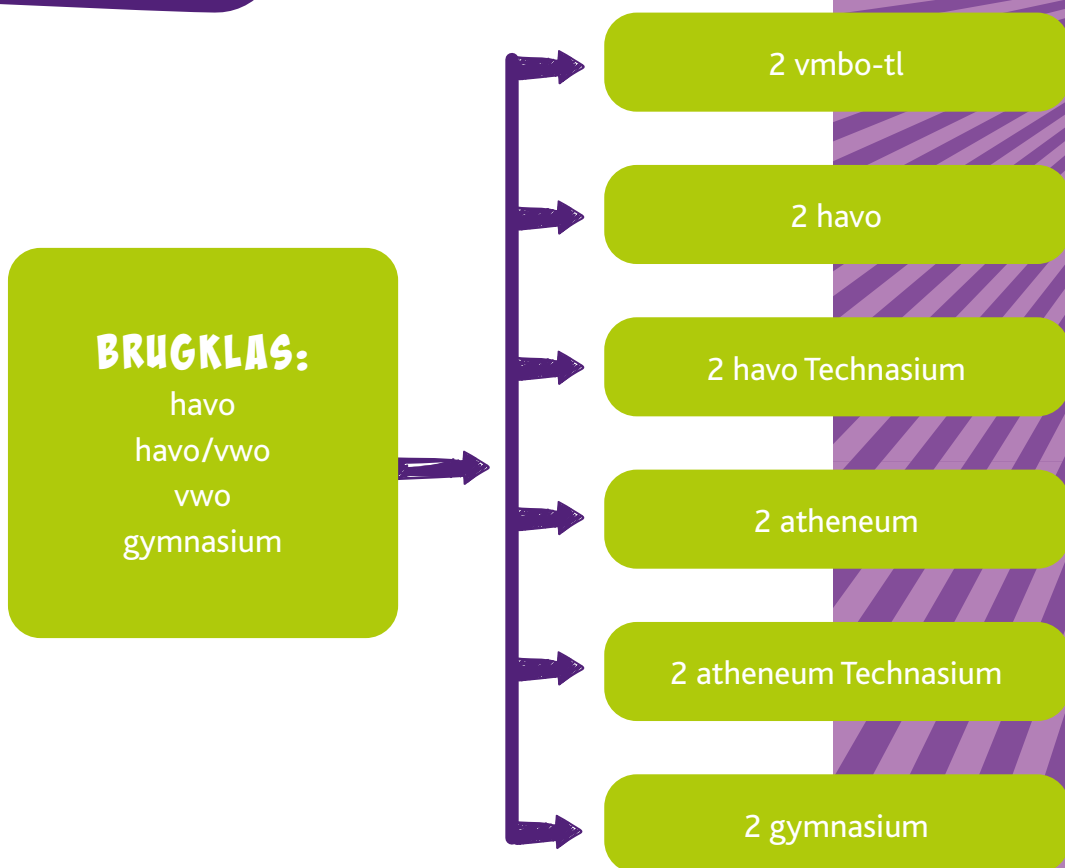 BRUGKLAS:
havo
havo/vwo
vwo
gymnasium
2 vmbo-tl
2 havo
2 havo Technasium
2 atheneum
2 atheneum Technasium
2 gymnasium